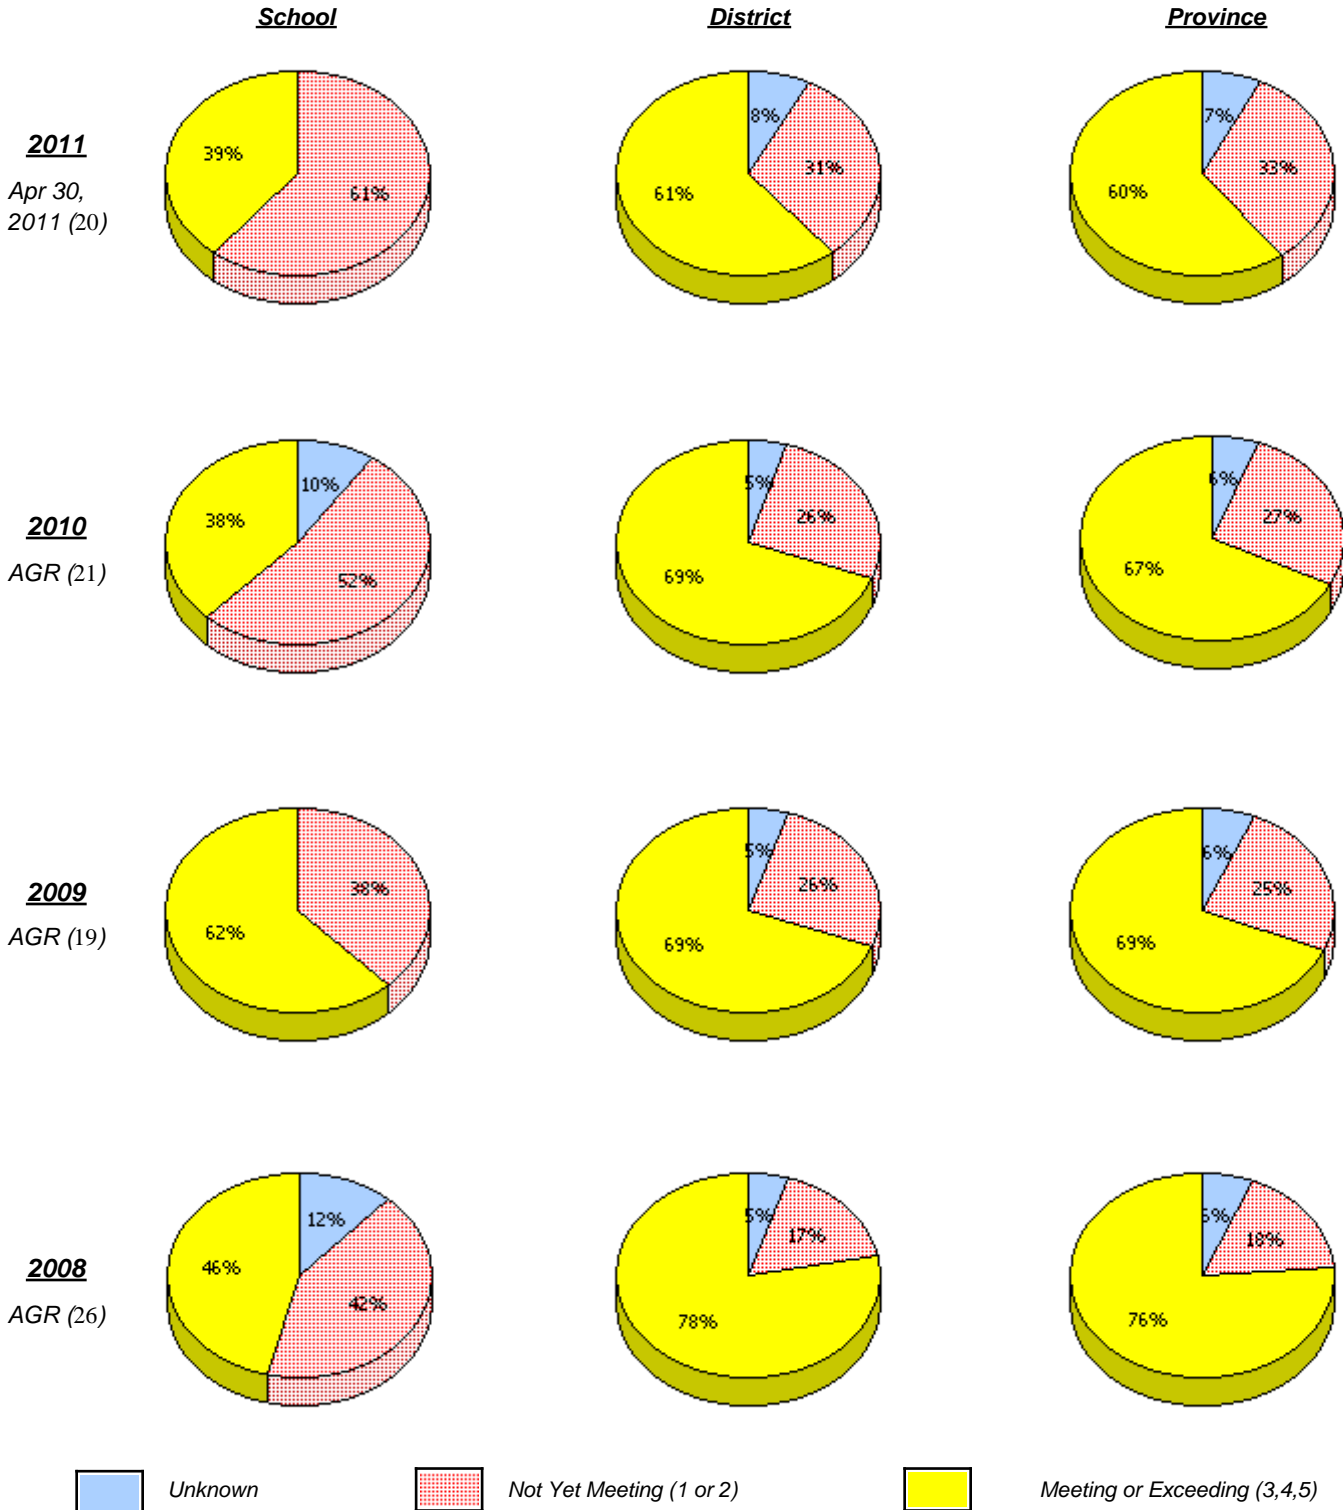 School District Province
2011
Apr 30,
2011 (20)
39% 61%
8% 31% 61%
7% 33% 60%
2010
AGR (21)
10% 38% 52%
5% 26% 69%
6% 27% 67%
2009
AGR (19)
38% 62%
5% 26% 69%
6% 25% 69%
2008
AGR (26)
12% 46% 42%
5% 17% 78%
18% 76%
Unknown Not Yet Meeting (1 or 2) Meeting or Exceeding (3,4,5)